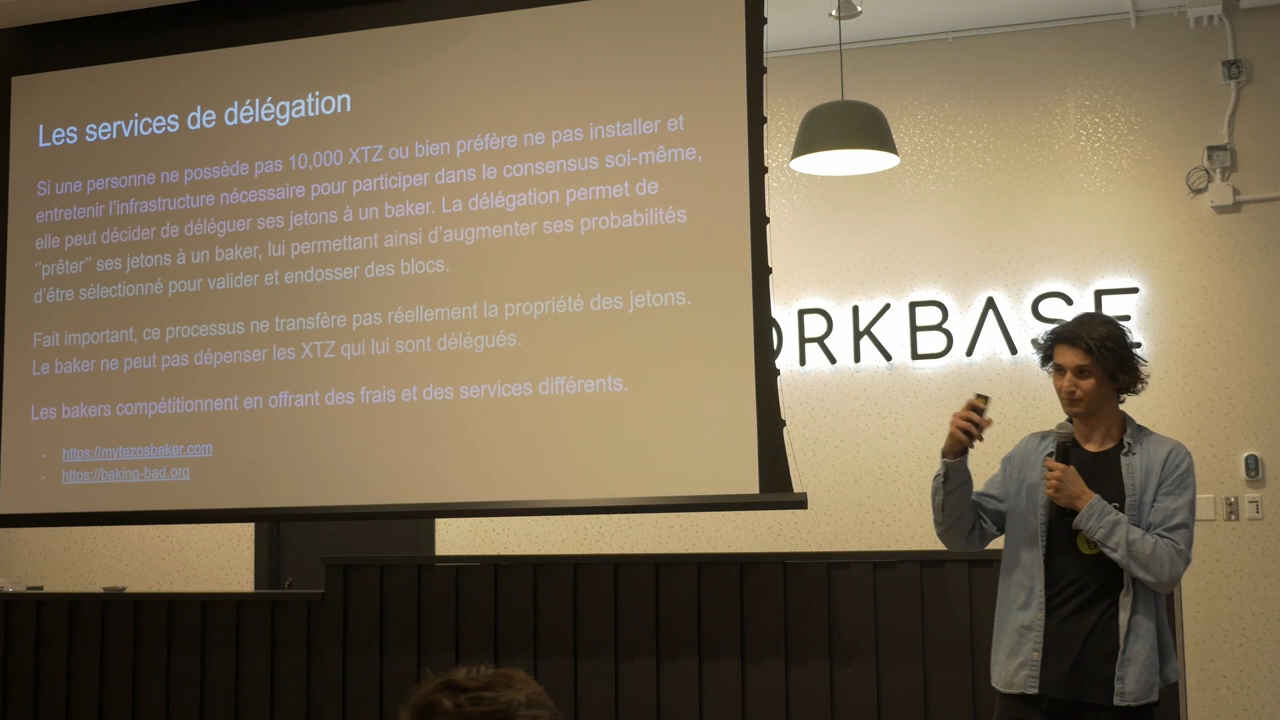 Les services de délégation
Si une personne ne possède pas 10,000 XTZ ou bien préfère ne pas installer et
entretenir l'infrastructure nécessaire pour participer dans le consensus soi-même,
elle peut décider de déléguer ses jetons à un baker. La délégation permet de
"prêter" ses jetons à un baker, lui permettant ainsi d'augmenter ses probabilités
d'être sélectionné pour valider et endosser des blocs.
Fait important, ce processus ne transfère pas réellement la propriété des jetons.
Le baker ne peut pas dépenser les XTZ qui lui sont délégués.
Les bakers compétitionnent en offrant des frais et des services différents.
- https://mytezosbaker.com
- https://baking-bad.org
ORKBASE